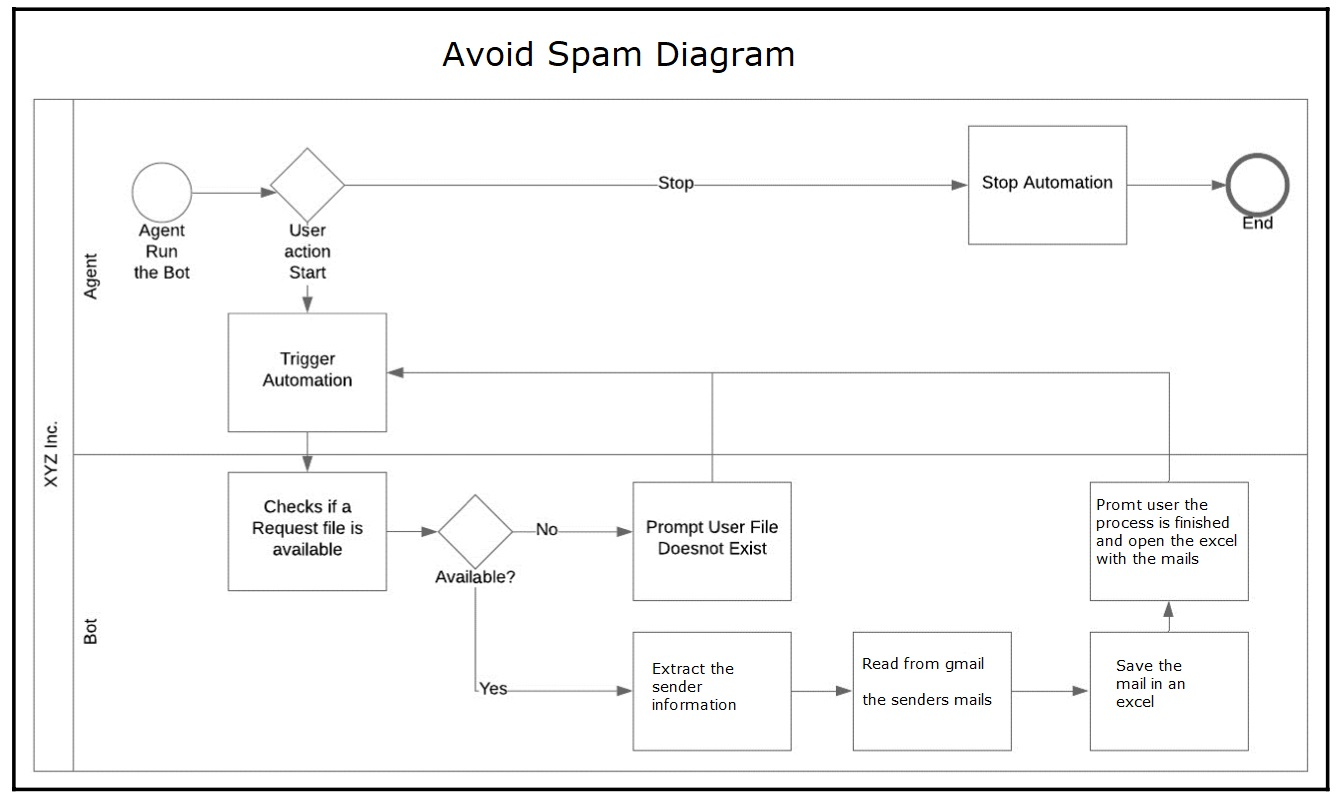 Avoid Spam Diagram
XYZ Inc.
Agent
Agent
Run
the Bot
User
action
Start
Stop
Stop Automation
End
Trigger
Automation
Bot
Checks if a
Request file is
available
Available?
No
Prompt User File
Doesnot Exist
Yes
Extract the
sender
information
Read from gmail
the senders mails
Save the
mail in an
excel
Promt user the
process is finished
and open the excel
with the mails